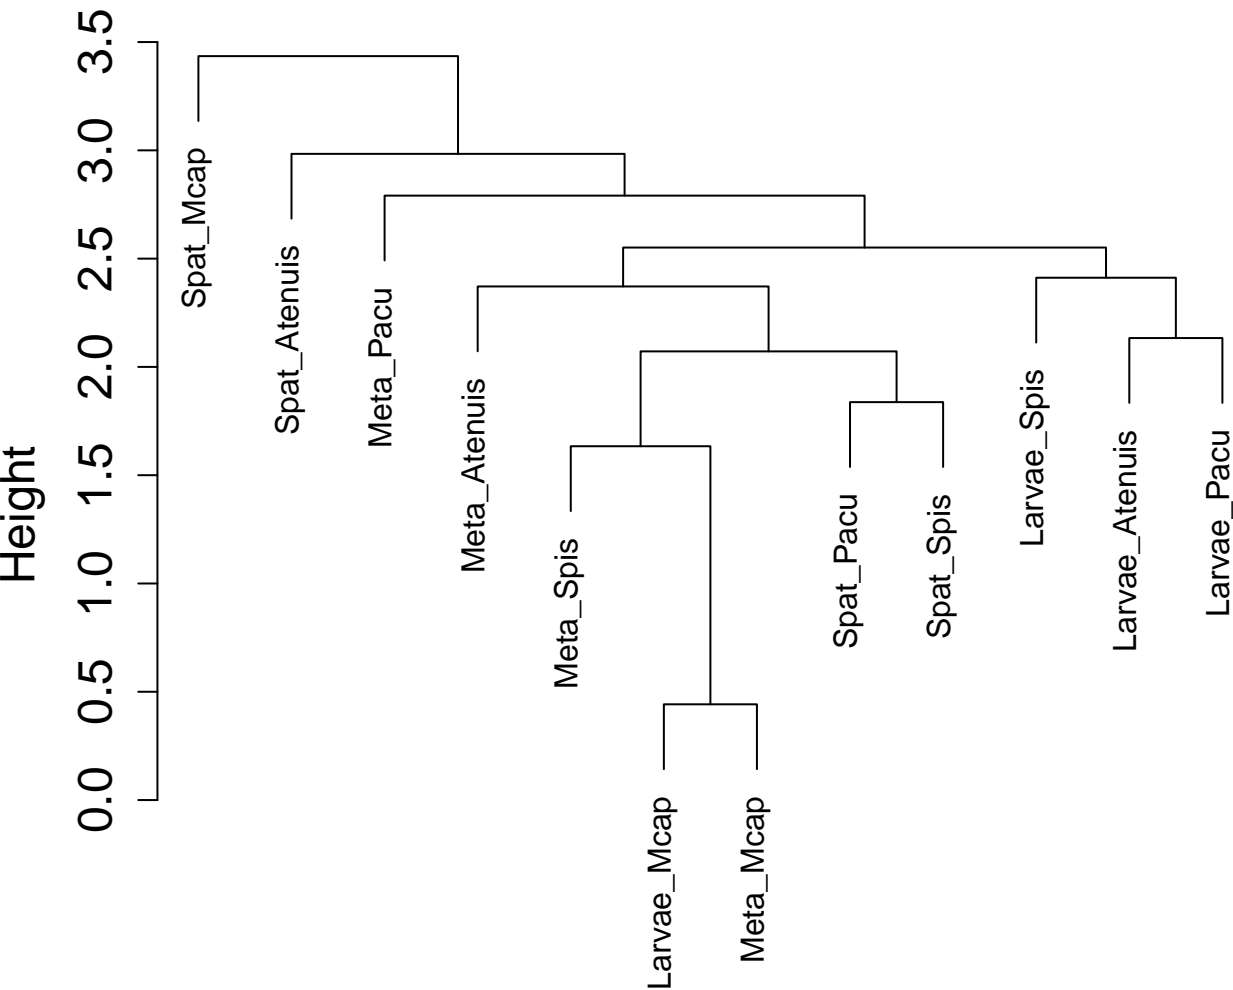 Height
3.5
3.0
2.5
2.0
1.5
1.0
0.5
0.0
Spat_Mcap
Spat_Atenuis
Meta_Pacu
Meta_Atenuis
Meta_Spis
Larvae_Mcap
Meta_Mcap
Spat_Pacu
Spat_Spis
Larvae_Spis
Larvae_Atenuis
Larvae_Pacu